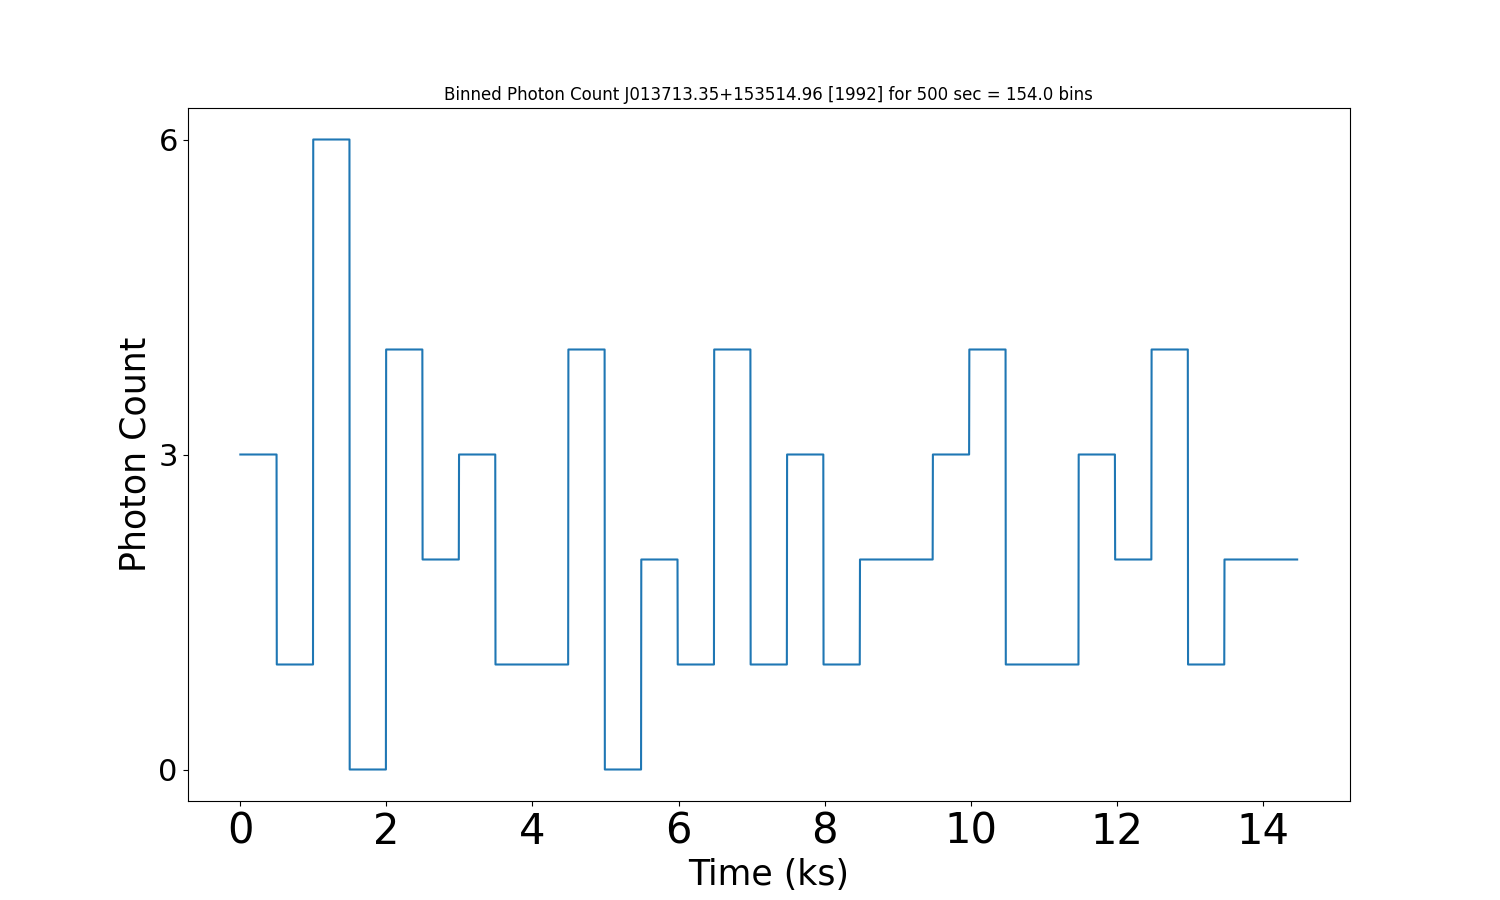 Binned Photon Count J013713.35+153514.96 [1992] for 500 sec = 154.0 bins
6
3
0
Photon Count
0 2 4 6 8 10 12 14
Time (ks)